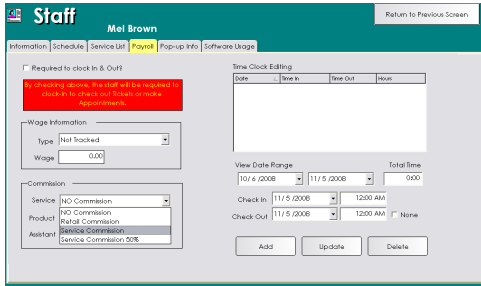 Staff
Mel Brown
Return to Previous Screen
Information Schedule Service List Payroll Pop-up Info Software Usage
Required to clock In & Out?
By checking above, the staff will be required to
clock-in to check out Tickets or make
Appointments.
Wage Information
Type Not Tracked
Wage 0.00
Commission
Service NO Commission
NO Commission
Retail Commission
Service Commission
Service Commission 50%
Product
Assistant
Time Clock Editing
Date Time In Time Out Hours
View Date Range Total Time
10/ 6 /2008 11/ 5 /2008 0:00
Check In 11/ 5 /2008 12:00 AM
Check Out 11/ 5 /2008 12:00 AM None
Add Update Delete